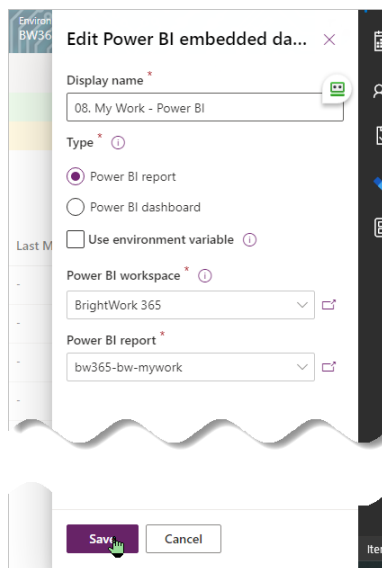 Environ
BW36
Edit Power BI embedded da...
Display name *
08. My Work - Power BI
Type *
Power BI report
Power BI dashboard
Use environment variable
Last M
Power BI workspace *
BrightWork 365
Power BI report *
bw365-bw-mywork
Save
Cancel
Iter